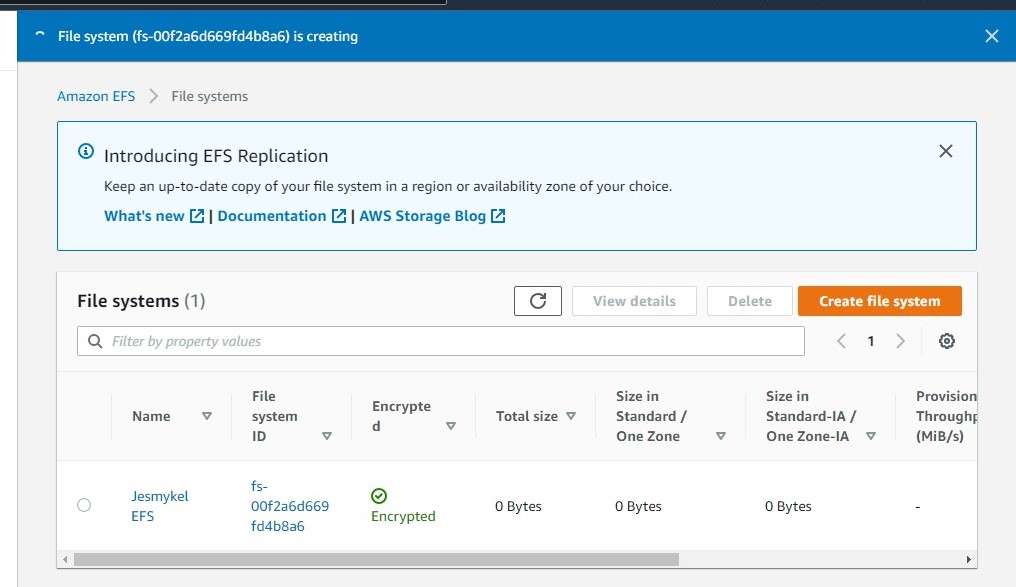 File system (fs-00f2a6d669fd4b8a6) is creating
Amazon EFS
File systems
Introducing EFS Replication
Keep an up-to-date copy of your file system in a region or availability zone of your choice.
What's new | Documentation | AWS Storage Blog
File systems (1)
View details
Delete
Create file system
Filter by property values
1
Name
File
system
ID
Encrypte
d
Total size
Size in
Standard /
One Zone
Size in
Standard-IA /
One Zone-IA
Provision
Throughp
(MiB/s)
Jesmykel
EFS
fs-
00f2a6d669
fd4b8a6
Encrypted
0 Bytes
0 Bytes
0 Bytes
-